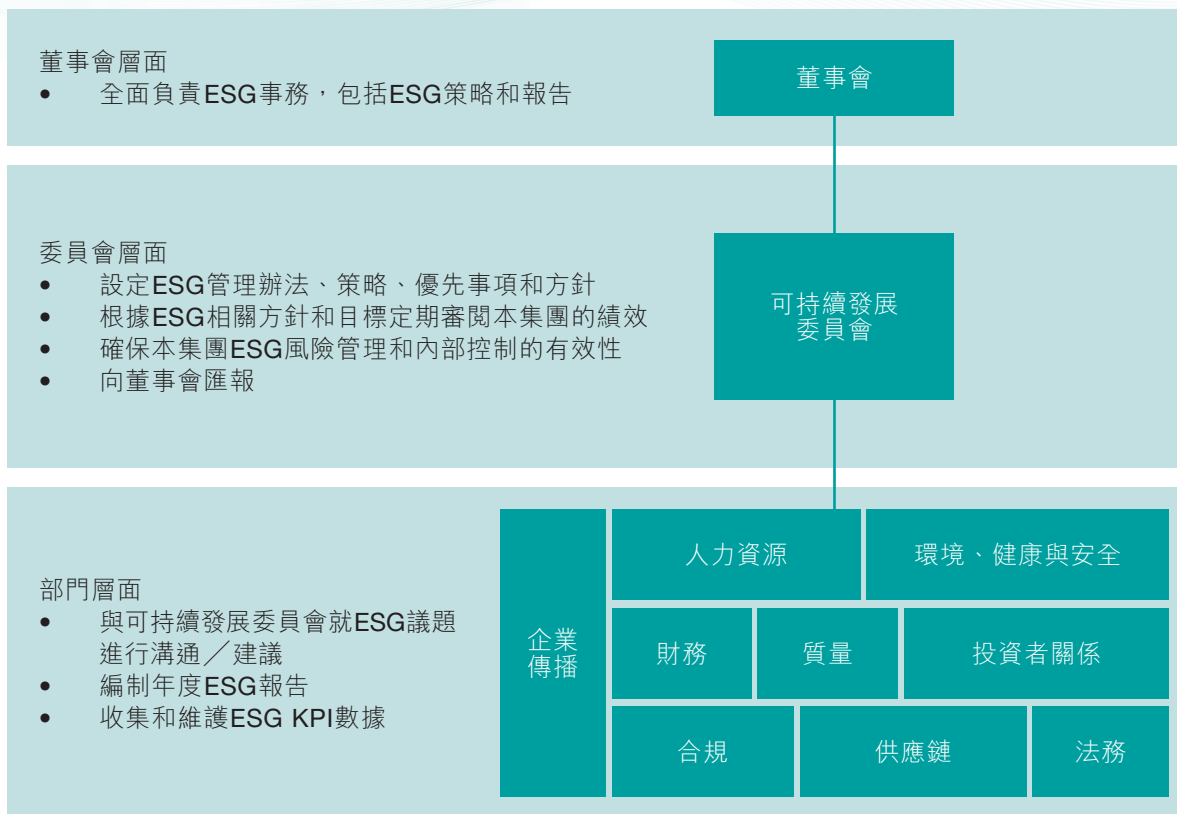 董事會層面
• 全面負責ESG事務，包括ESG策略和報告
董事會
委員會層面
• 設定ESG管理辦法、策略、優先事項和方針
• 根據ESG相關方針和目標定期審閱本集團的績效
• 確保本集團ESG風險管理和內部控制的有效性
• 向董事會匯報
可持續發展
委員會
部門層面
• 與可持續發展委員會就ESG議題
進行溝通／建議
• 編制年度ESG報告
• 收集和維護ESG KPI數據
企業
傳播
人力資源
環境、健康與安全
財務
質量
投資者關係
合規
供應鏈
法務